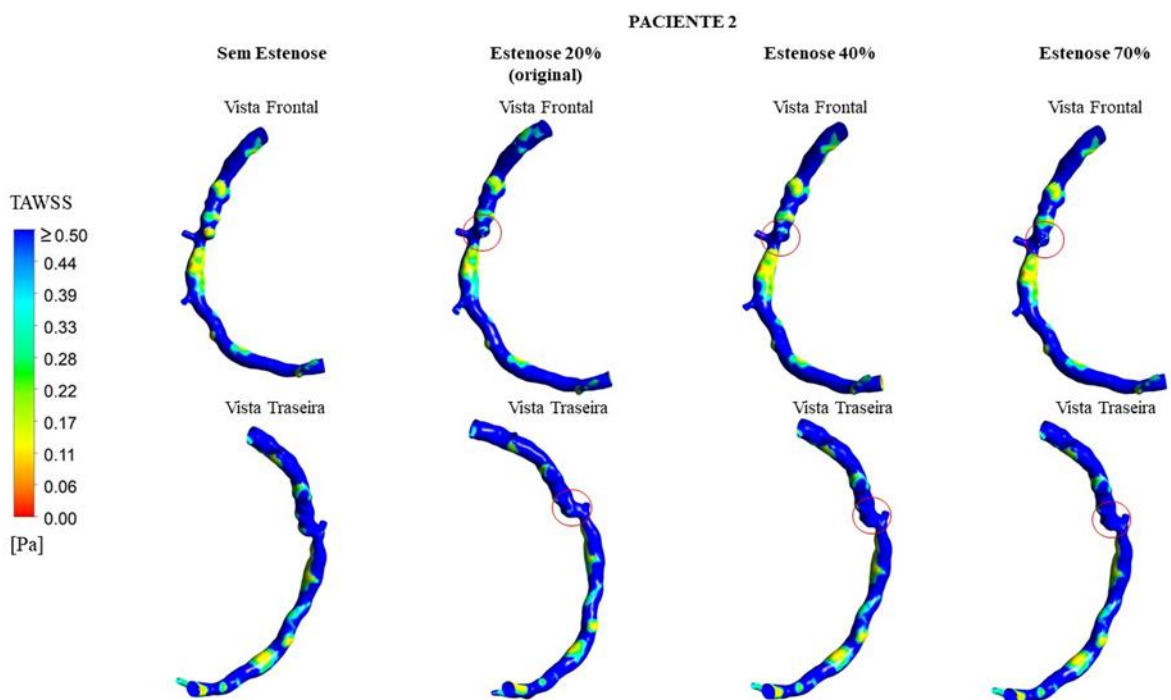 PACIENTE 2
Sem Estenose
Estenose 20%
(original)
Estenose 40%
Estenose 70%
Vista Frontal
Vista Frontal
Vista Frontal
Vista Frontal
TAWSS
≥0.50
0.44
0.39
0.33
0.28
0.22
0.17
0.11
0.06
0.00
[Pa]
Vista Traseira
Vista Traseira
Vista Traseira
Vista Traseira